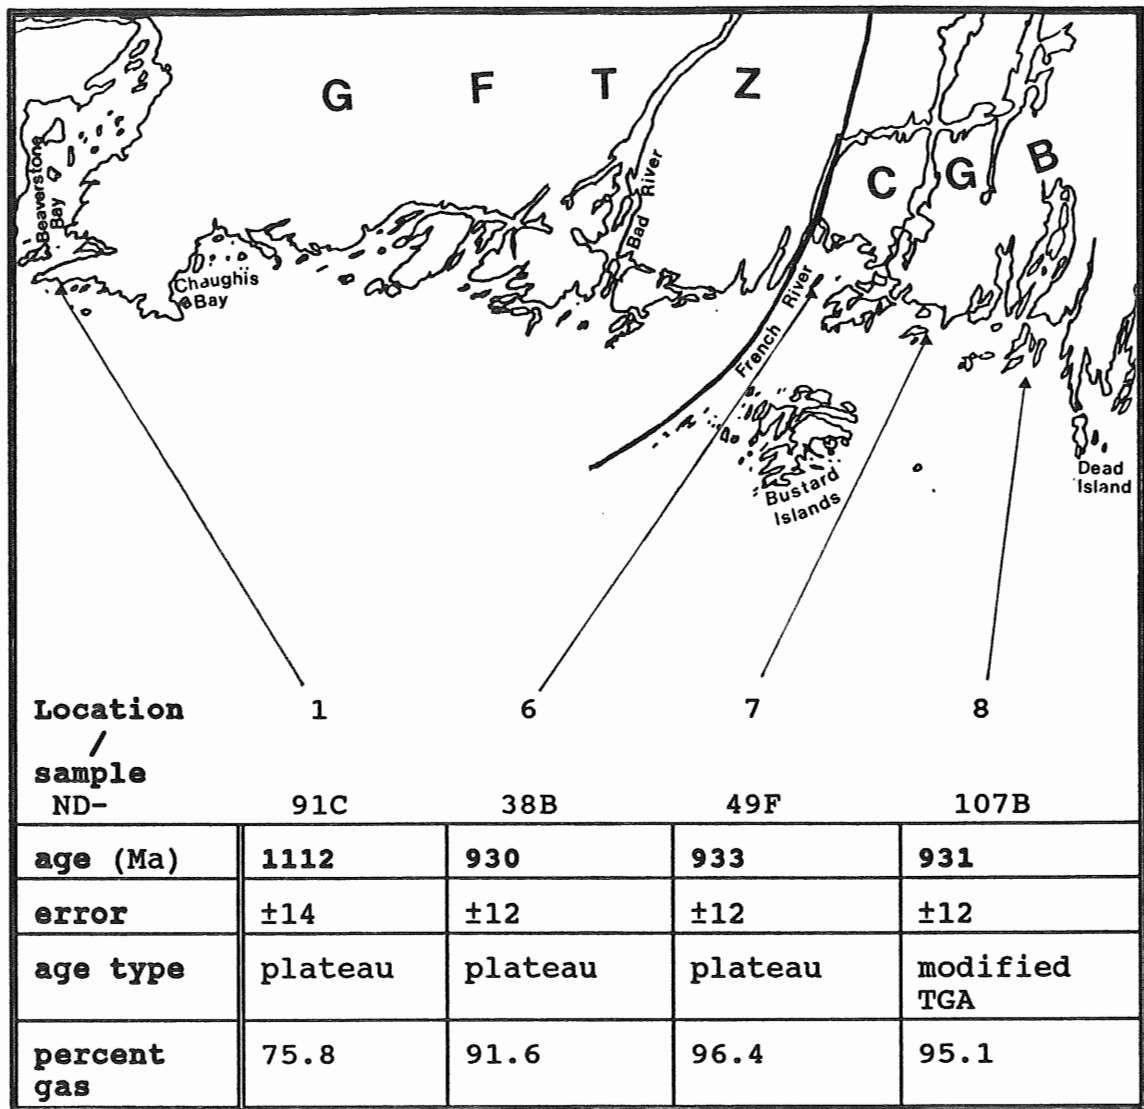 G F T Z
C G B
Beaverstone
Bay
Chaughis
Bay
Bad River
French River
Bustard
Islands
Dead
Island
Location 1 6 7 8
/
sample
ND- 91C 38B 49F 107B
age (Ma) 1112 930 933 931
error ±14 ±12 ±12 ±12
age type plateau plateau plateau modified
TGA
percent 75.8 91.6 96.4 95.1
gas